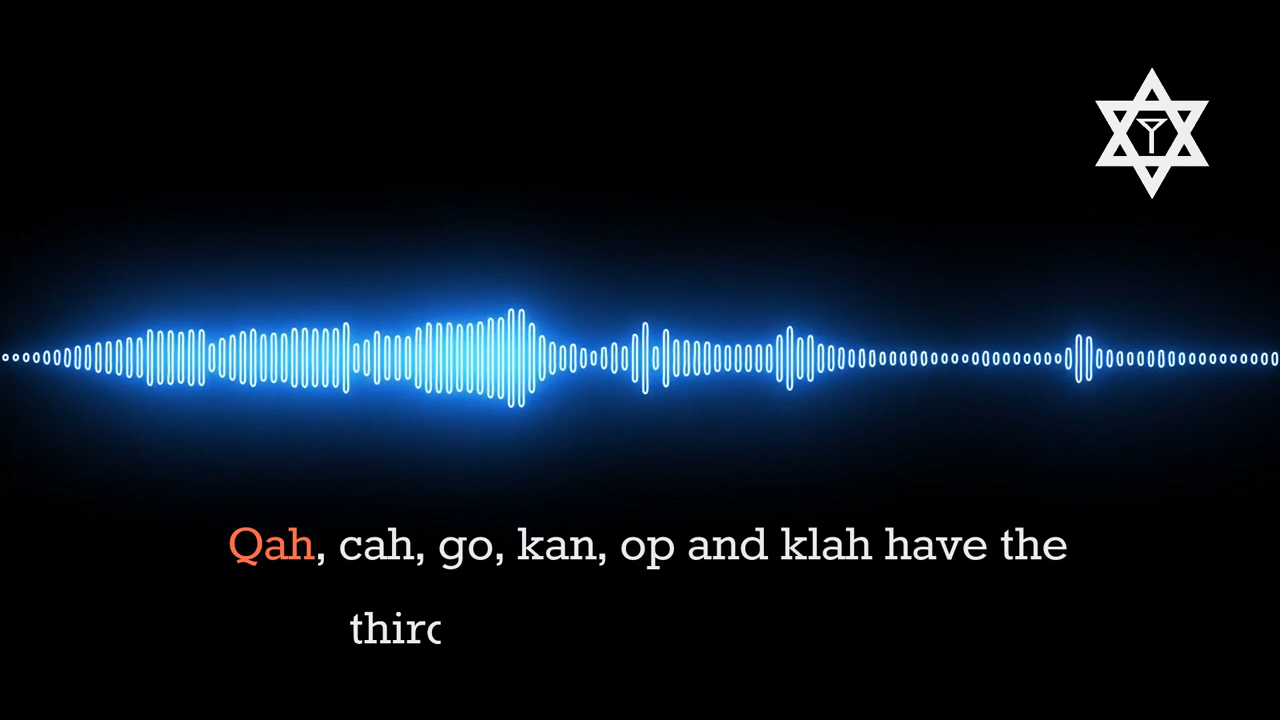 Qah, cah, go, kan, op and klah have the